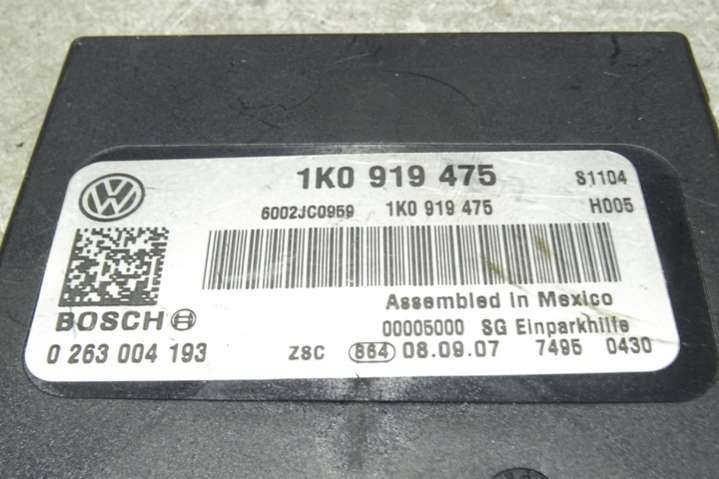 1K0 919 475 S1104
6002JC0959 1K0 919 475 H005
Assembled in Mexico
BOSCH 00005000 SG Einparkhilfe
0 263 004 193 ZSC 864 08.09.07 7495 0430